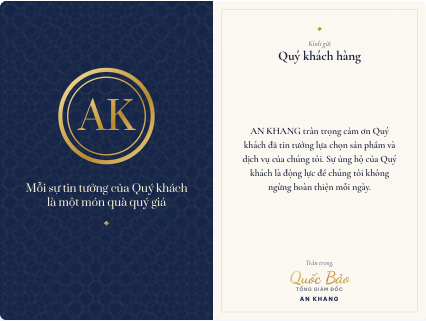 AK
Mỗi sự tin tưởng của Quý khách
là một món quà quý giá
Kính gửi
Quý khách hàng
AN KHANG trân trọng cảm ơn Quý
khách đã tin tưởng lựa chọn sản phẩm và
dịch vụ của chúng tôi. Sự ủng hộ của Quý
khách là động lực để chúng tôi không
ngừng hoàn thiện mỗi ngày.
Trân trọng,
Quốc Bảo
TỔNG GIÁM ĐỐC
AN KHANG